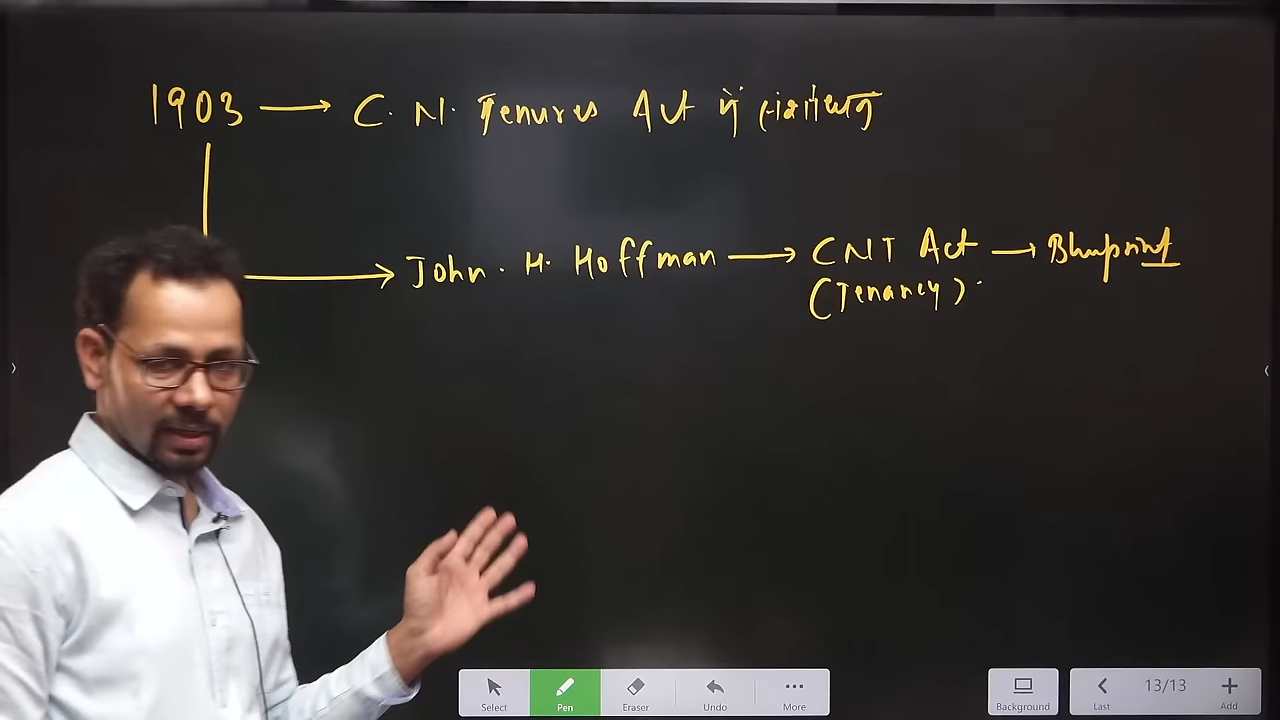 1903 → C. N. Tenures Act में संशोधन
John. H. Hoffman → CNT Act → Blueprint
(Tenancy)
Select
Pen
Eraser
Undo
More
Background
Last
13/13
Add